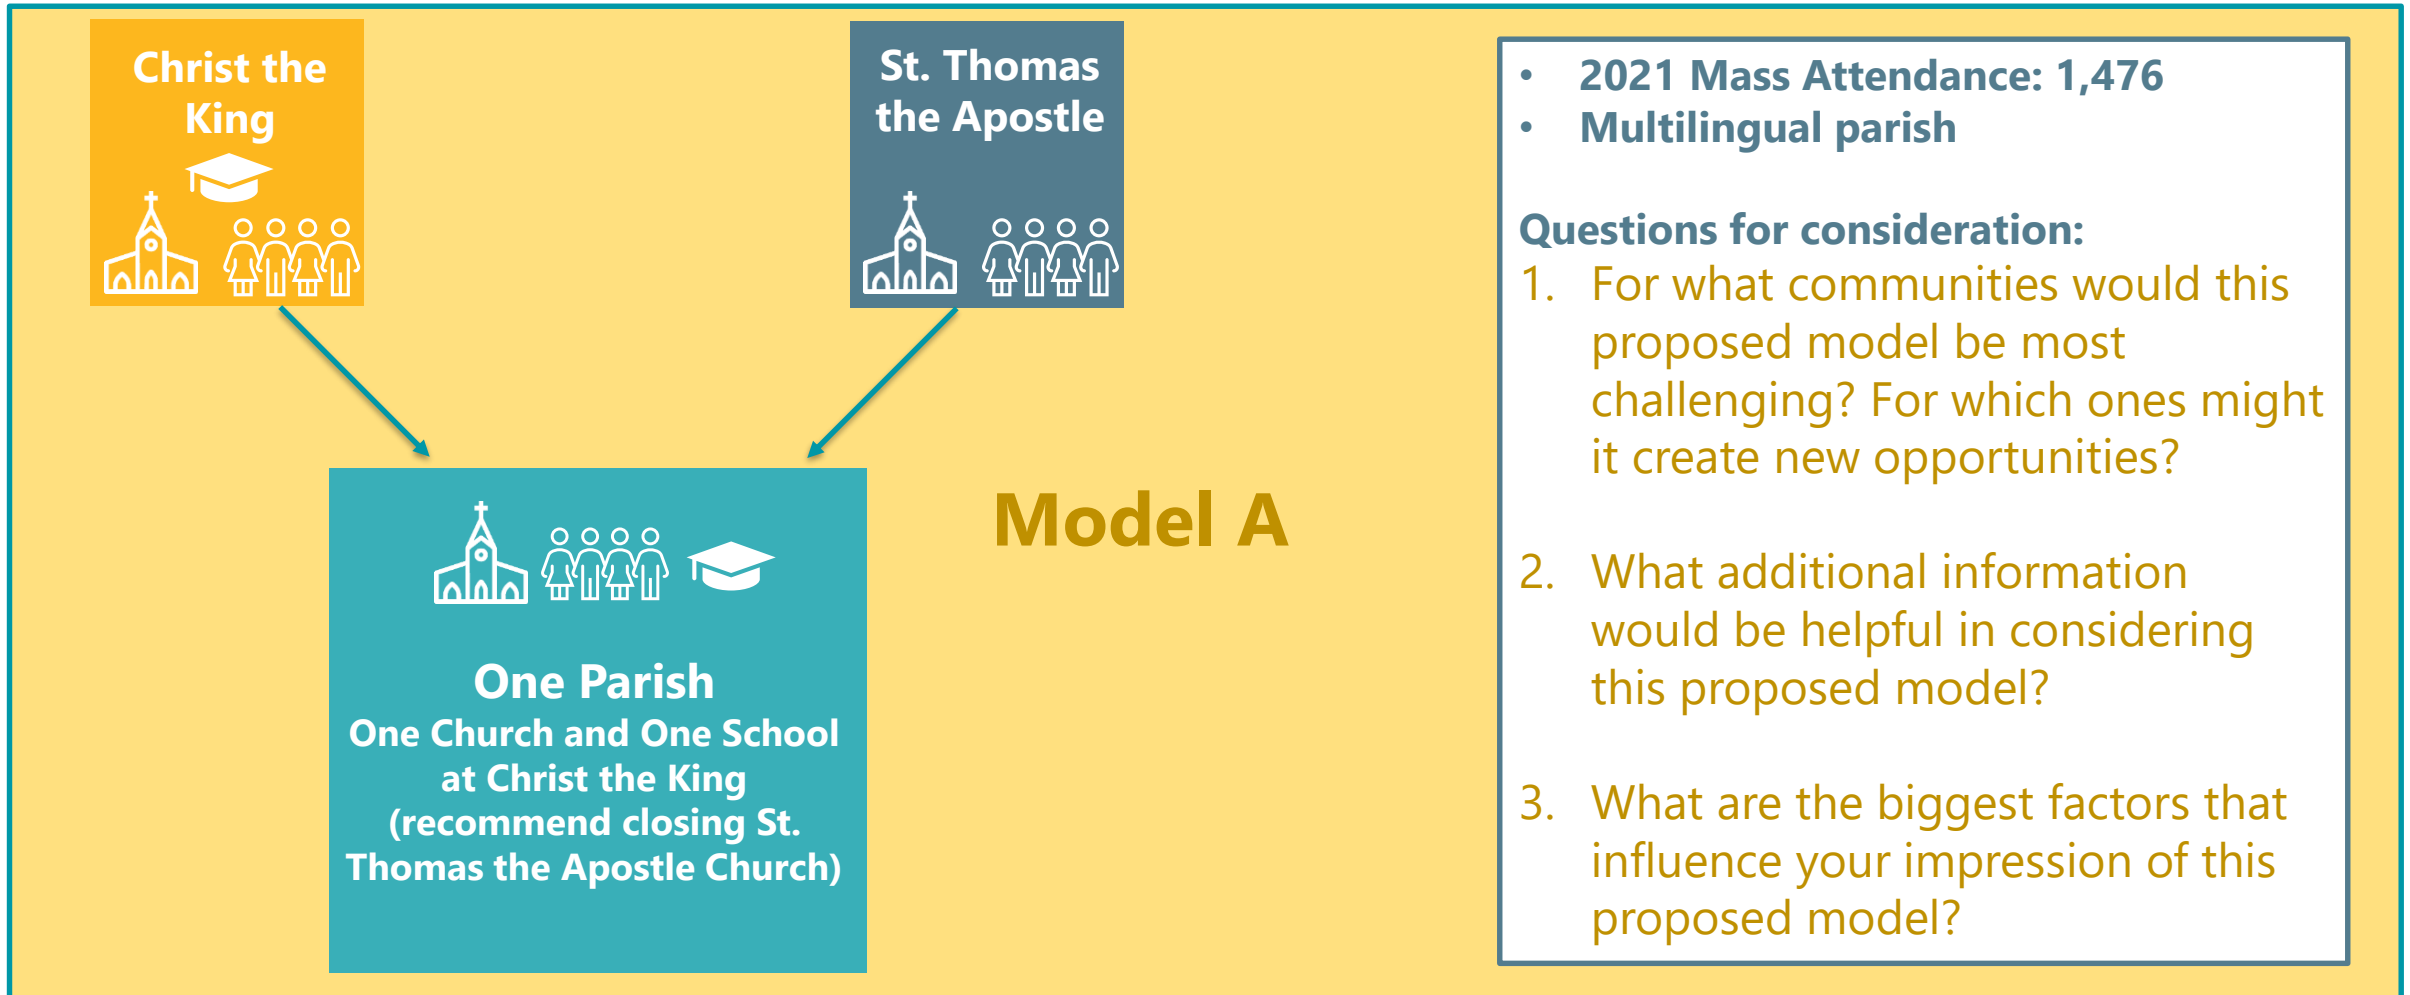 Christ the
King
St. Thomas
the Apostle
One Parish
One Church and One School
at Christ the King
(recommend closing St.
Thomas the Apostle Church)
Model A
• 2021 Mass Attendance: 1,476
• Multilingual parish
Questions for consideration:
1. For what communities would this
proposed model be most
challenging? For which ones might
it create new opportunities?
2. What additional information
would be helpful in considering
this proposed model?
3. What are the biggest factors that
influence your impression of this
proposed model?